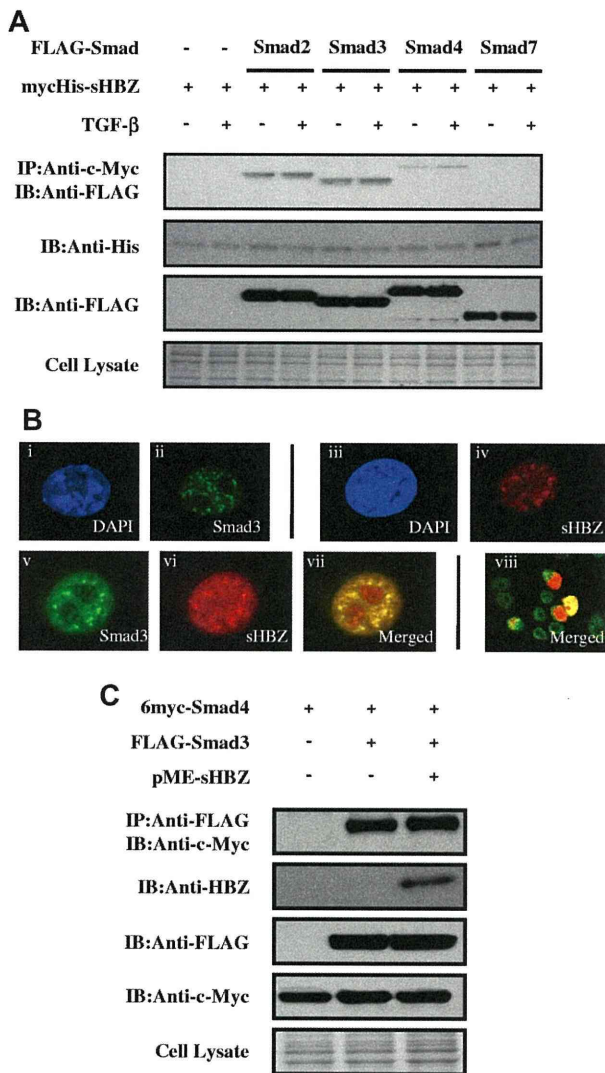 A
FLAG-Smad - - Smad2 Smad3 Smad4 Smad7
mycHis-sHBZ + + + + + + + + + +
TGF-β - + - + - + - + - +
IP:Anti-c-Myc
IB:Anti-FLAG
IB:Anti-His
IB:Anti-FLAG
Cell Lysate
B
i DAPI
ii Smad3
iii DAPI
iv sHBZ
v Smad3
vi sHBZ
vii Merged
viii Merged
C
6myc-Smad4 + + +
FLAG-Smad3 - + +
pME-sHBZ - - +
IP:Anti-FLAG
IB:Anti-c-Myc
IB:Anti-HBZ
IB:Anti-FLAG
IB:Anti-c-Myc
Cell Lysate